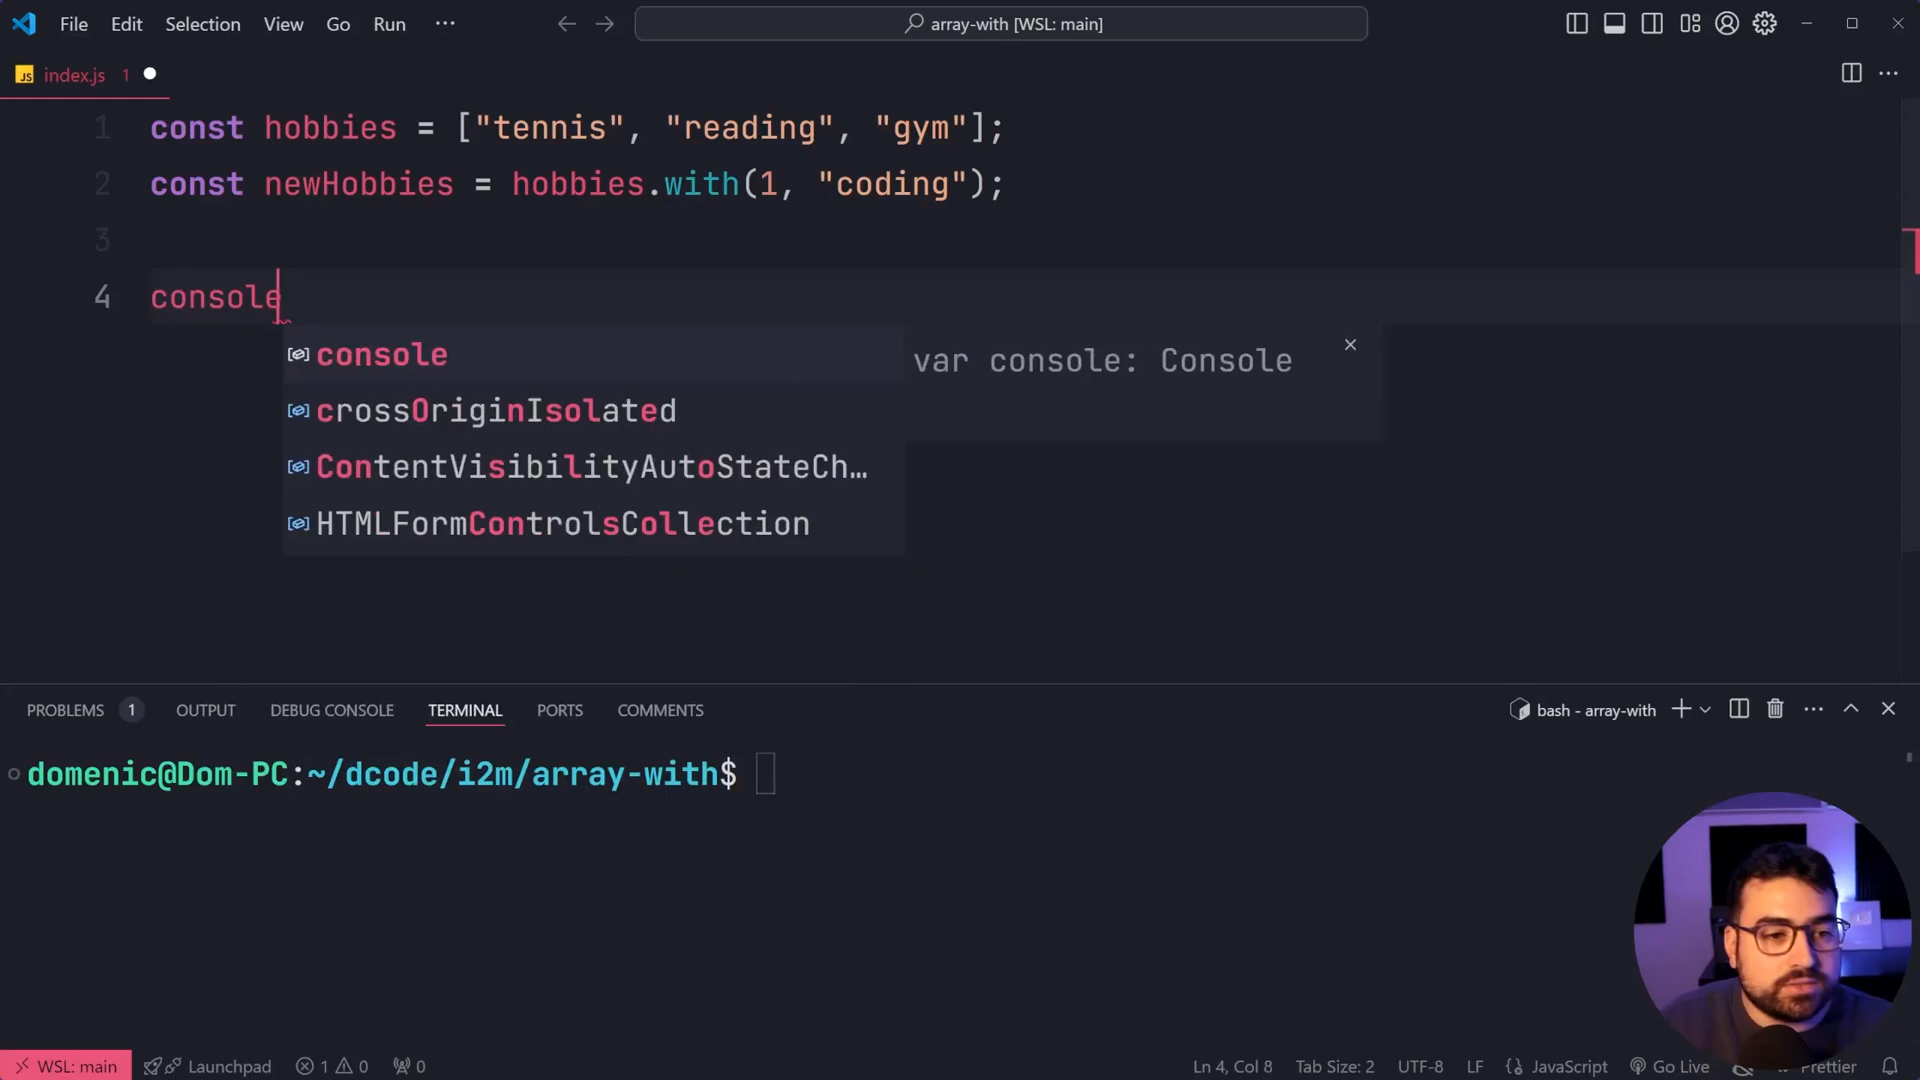 File Edit Selection View Go Run ···
array-with [WSL: main]
JS index.js 1
1 const hobbies = ["tennis", "reading", "gym"];
2 const newHobbies = hobbies.with(1, "coding");
3
4 console
console
var console: Console
crossOriginIsolated
ContentVisibilityAutoStateCh…
HTMLFormControlsCollection
PROBLEMS 1 OUTPUT DEBUG CONSOLE TERMINAL PORTS COMMENTS
bash - array-with
domenic@Dom-PC:~/dcode/i2m/array-with$
WSL: main Launchpad 1 0 0 Ln 4, Col 8 Tab Size: 2 UTF-8 LF {} JavaScript Go Live Prettier